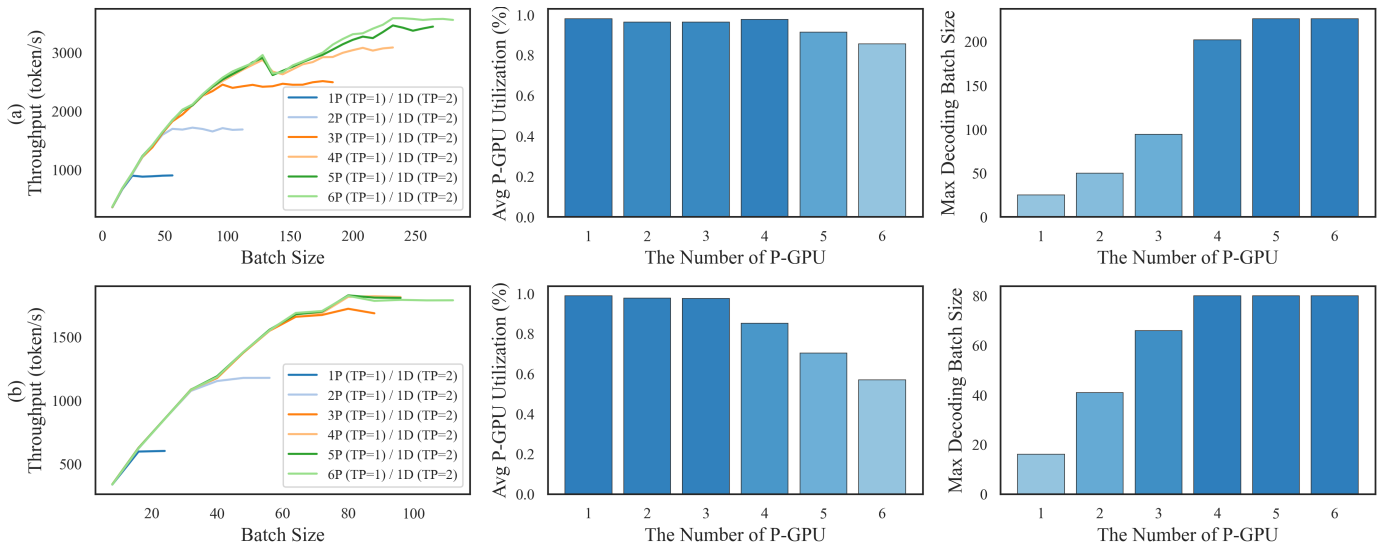 (a)
Throughput (token/s)
3000
2000
1000
0 50 100 150 200 250
Batch Size
1P (TP=1) / 1D (TP=2)
2P (TP=1) / 1D (TP=2)
3P (TP=1) / 1D (TP=2)
4P (TP=1) / 1D (TP=2)
5P (TP=1) / 1D (TP=2)
6P (TP=1) / 1D (TP=2)
Avg P-GPU Utilization (%)
1.0
0.8
0.6
0.4
0.2
0.0
1 2 3 4 5 6
The Number of P-GPU
Max Decoding Batch Size
200
150
100
50
0
1 2 3 4 5 6
The Number of P-GPU
(b)
Throughput (token/s)
1500
1000
500
20 40 60 80 100
Batch Size
1P (TP=1) / 1D (TP=2)
2P (TP=1) / 1D (TP=2)
3P (TP=1) / 1D (TP=2)
4P (TP=1) / 1D (TP=2)
5P (TP=1) / 1D (TP=2)
6P (TP=1) / 1D (TP=2)
Avg P-GPU Utilization (%)
1.0
0.8
0.6
0.4
0.2
0.0
1 2 3 4 5 6
The Number of P-GPU
Max Decoding Batch Size
80
60
40
20
0
1 2 3 4 5 6
The Number of P-GPU